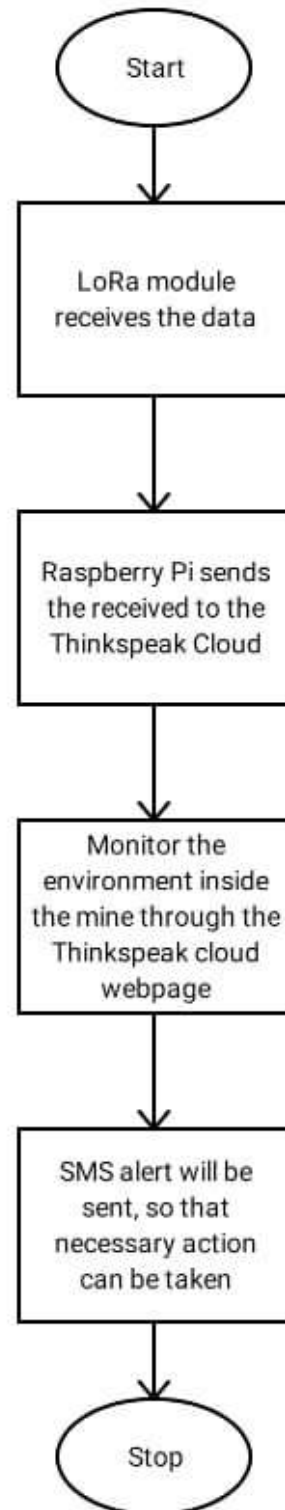 Start
LoRa module
receives the data
Raspberry Pi sends
the received to the
Thinkspeak Cloud
Monitor the
environment inside
the mine through the
Thinkspeak cloud
webpage
SMS alert will be
sent, so that
necessary action
can be taken
Stop